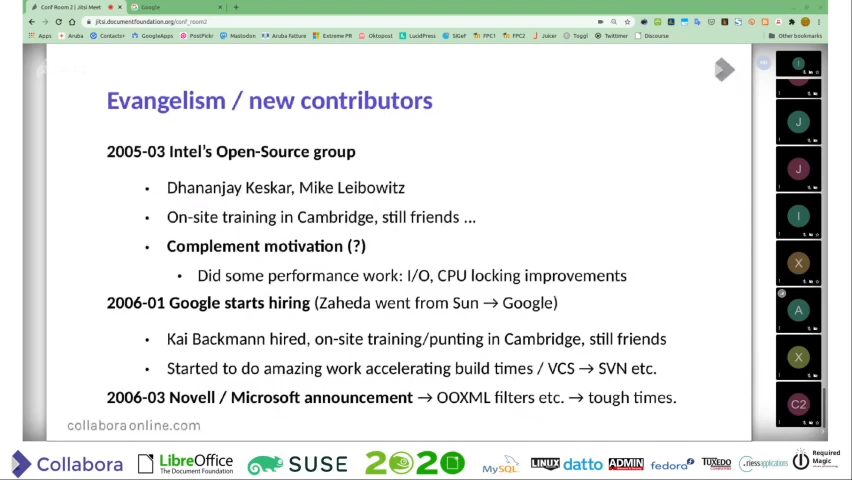 Conf Room 2 | Jitsi Meet
Google
jitsi.documentfoundation.org/conf_room2
Apps Aruba Contacts+ GoogleApps PostPickr Mastodon Aruba Fatture Extreme PR Oktopost LucidPress SIGeF FPC1 FPC2 Juicer Toggl Twittimer Discourse Other bookmarks
Evangelism / new contributors
2005-03 Intel's Open-Source group
• Dhananjay Keskar, Mike Leibowitz
• On-site training in Cambridge, still friends ...
• Complement motivation (?)
• Did some performance work: I/O, CPU locking improvements
2006-01 Google starts hiring (Zaheda went from Sun → Google)
• Kai Backmann hired, on-site training/punting in Cambridge, still friends
• Started to do amazing work accelerating build times / VCS → SVN etc.
2006-03 Novell / Microsoft announcement → OOXML filters etc. → tough times.
collaboraonline.com
I
J
J
I
X
A
X
C2
Collabora LibreOffice SUSE 2020 MySQL LINUX datto ADMIN fedora TUXEDO Required
The Document Foundation Magic